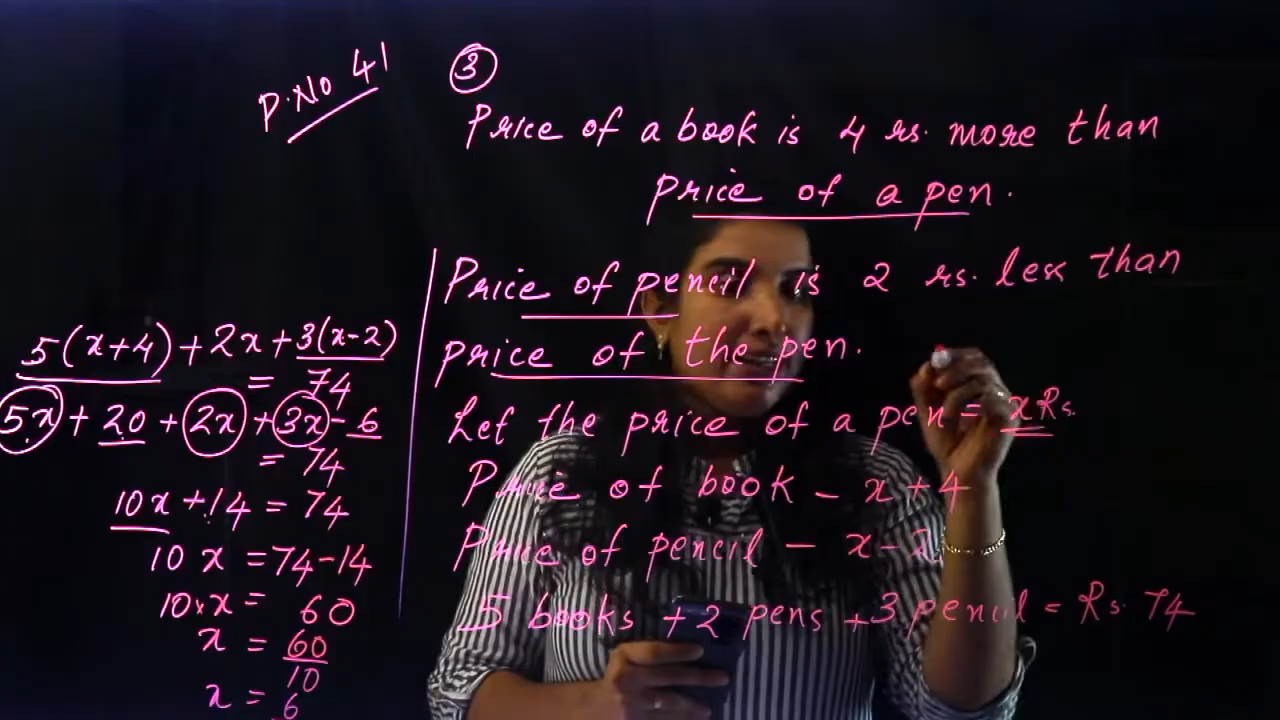 P.No 41
3
Price of a book is 4 rs. more than
price of a pen.
Price of pencil is 2 rs. less than
price of the pen.
Let the price of a pen = x Rs.
Price of book - x+4
Price of pencil - x-2
5 books +2 pens +3 pencil = Rs. 74
5(x+4)+2x+3(x-2)
= 74
5x + 20 + 2x + 3x - 6
= 74
10x +14 = 74
10 x = 74-14
10×x = 60
x = 60
10
x = 6